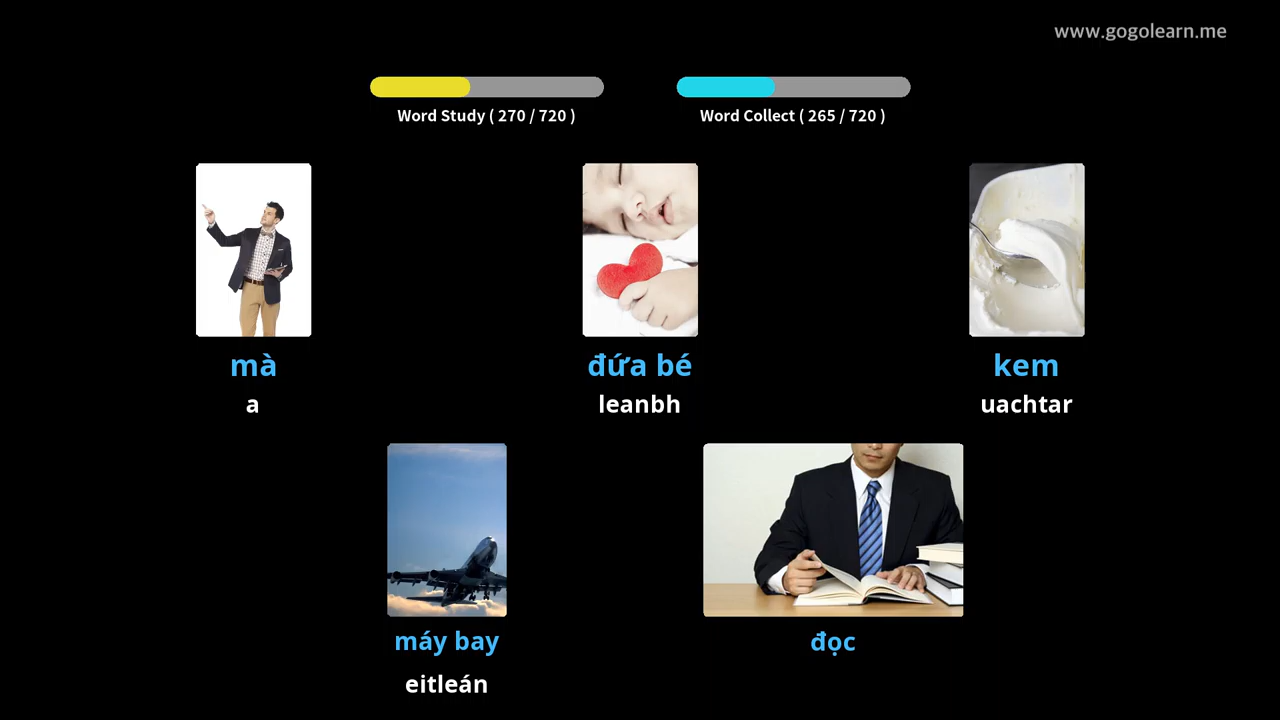 www.gogolearn.me
Word Study ( 270 / 720 )
Word Collect ( 265 / 720 )
mà
đứa bé
kem
a
leanbh
uachtar
máy bay
đọc
eitleán